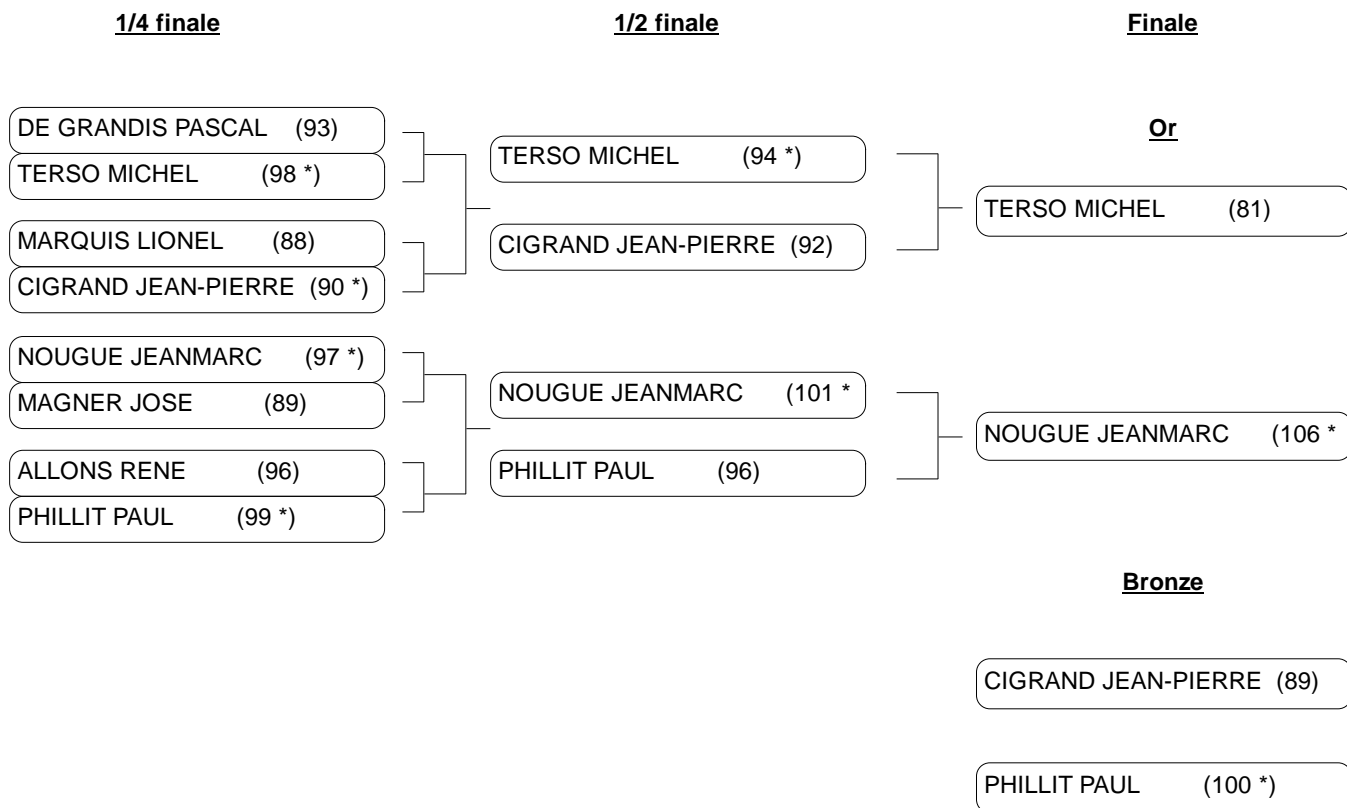 1/4 finale
1/2 finale
Finale
DE GRANDIS PASCAL (93)
TERSO MICHEL (98 *)
MARQUIS LIONEL (88)
CIGRAND JEAN-PIERRE (90 *)
NOUGUE JEANMARC (97 *)
MAGNER JOSE (89)
ALLONS RENE (96)
PHILLIT PAUL (99 *)
TERSO MICHEL (94 *)
CIGRAND JEAN-PIERRE (92)
NOUGUE JEANMARC (101 *
PHILLIT PAUL (96)
Or
TERSO MICHEL (81)
NOUGUE JEANMARC (106 *
Bronze
CIGRAND JEAN-PIERRE (89)
PHILLIT PAUL (100 *)